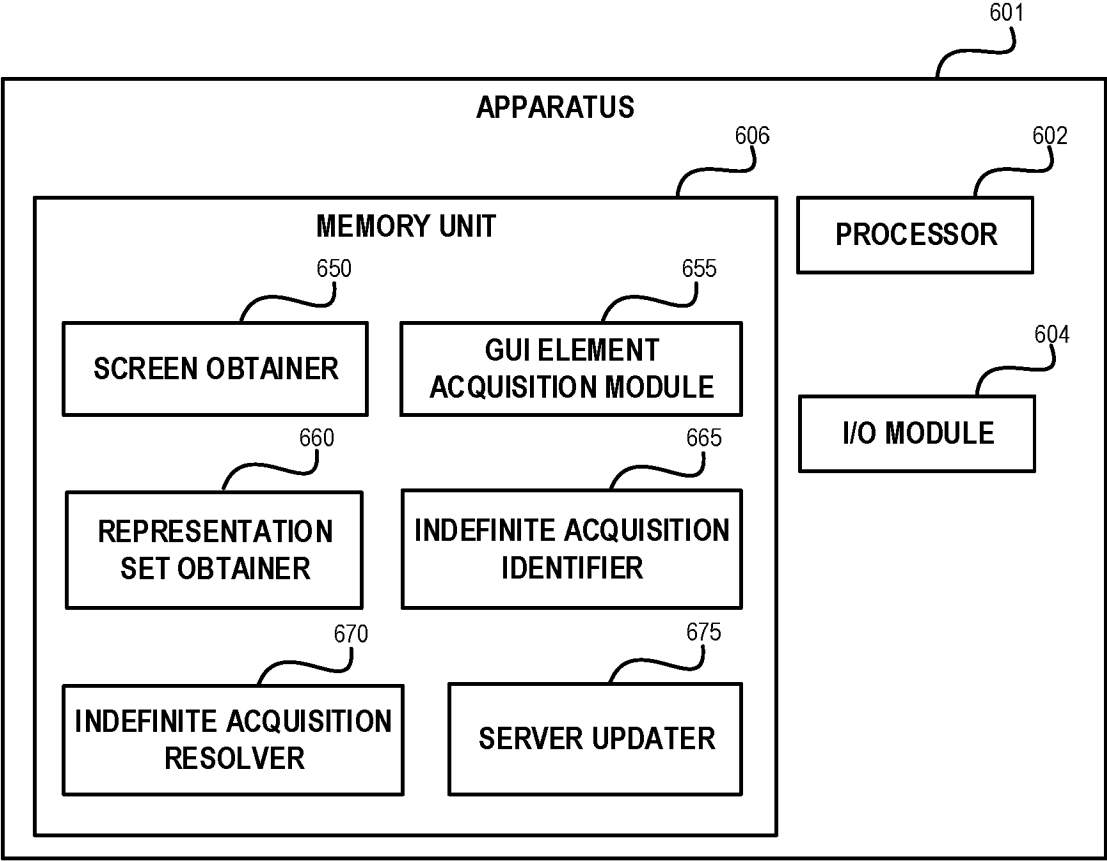 601
APPARATUS
606
602
MEMORY UNIT
PROCESSOR
650
655
SCREEN OBTAINER
GUI ELEMENT
ACQUISITION MODULE
604
I/O MODULE
660
665
REPRESENTATION
SET OBTAINER
INDEFINITE ACQUISITION
IDENTIFIER
670
675
INDEFINITE ACQUISITION
RESOLVER
SERVER UPDATER